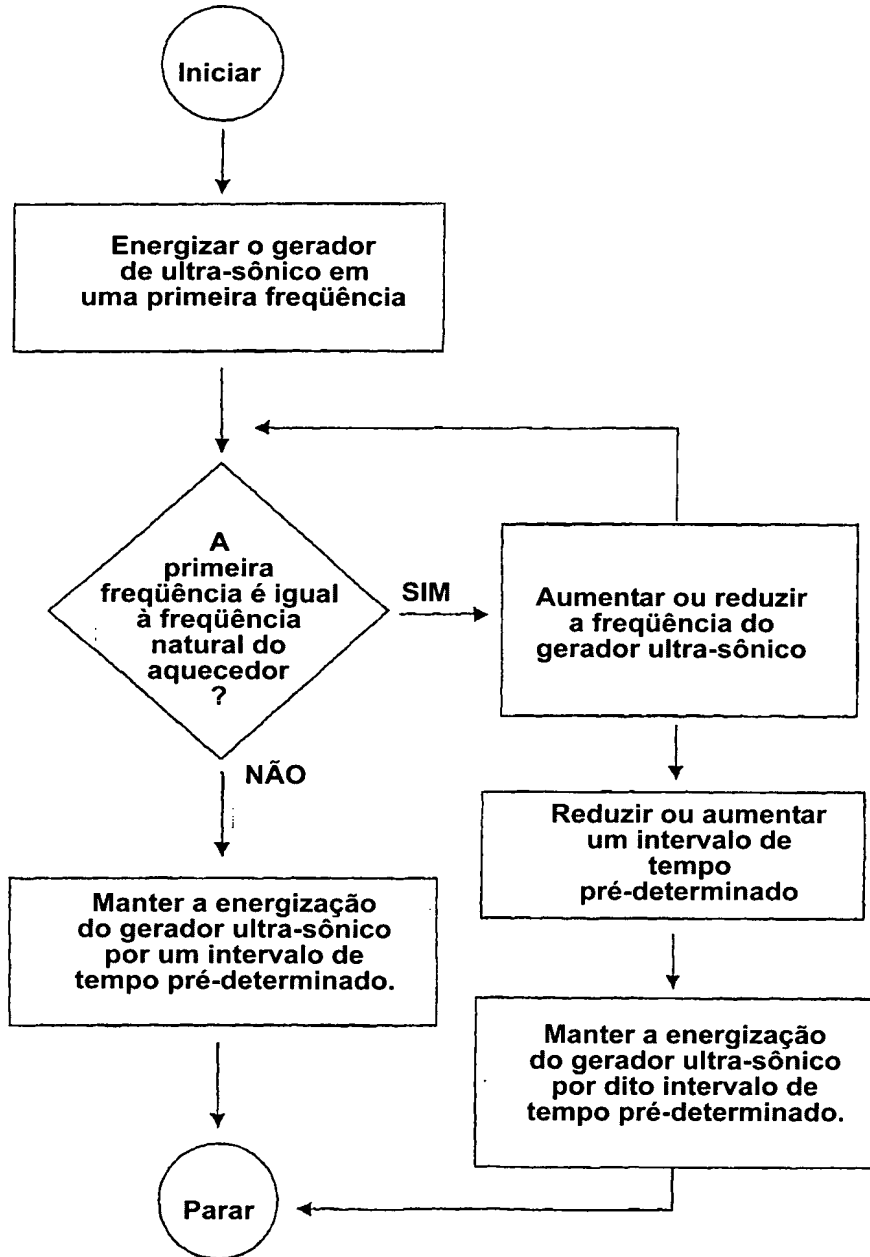 Iniciar
Energizar o gerador
de ultra-sônico em
uma primeira freqüência
A
primeira
freqüência é igual
à freqüência
natural do
aquecedor
?
SIM
Aumentar ou reduzir
a freqüência do
gerador ultra-sônico
NÃO
Reduzir ou aumentar
um intervalo de
tempo
pré-determinado
Manter a energização
do gerador ultra-sônico
por um intervalo de
tempo pré-determinado.
Manter a energização
do gerador ultra-sônico
por dito intervalo de
tempo pré-determinado.
Parar